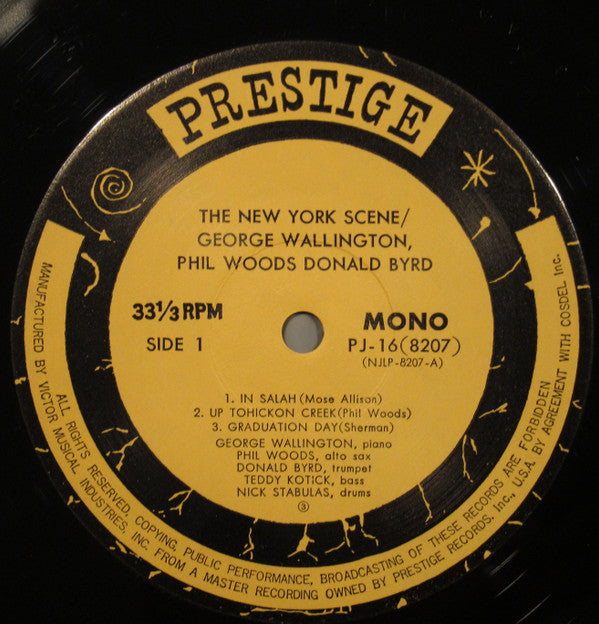 PRESTIGE
THE NEW YORK SCENE/
GEORGE WALLINGTON,
PHIL WOODS DONALD BYRD
33 1/3 RPM
SIDE 1
MONO
PJ-16(8207)
(NJLP-8207-A)
1. IN SALAH (Mose Allison)
2. UP TOHICKON CREEK (Phil Woods)
3. GRADUATION DAY (Sherman)
GEORGE WALLINGTON, piano
PHIL WOODS, alto sax
DONALD BYRD, trumpet
TEDDY KOTICK, bass
NICK STABULAS, drums
③
ALL RIGHTS RESERVED, COPYING, PUBLIC PERFORMANCE, BROADCASTING OF THESE RECORDS ARE FORBIDDEN
MANUFACTURED BY VICTOR MUSICAL INDUSTRIES, INC. FROM A MASTER RECORDING OWNED BY PRESTIGE RECORDS. Inc., U.S.A. BY AGREEMENT WITH COSDEL Inc.